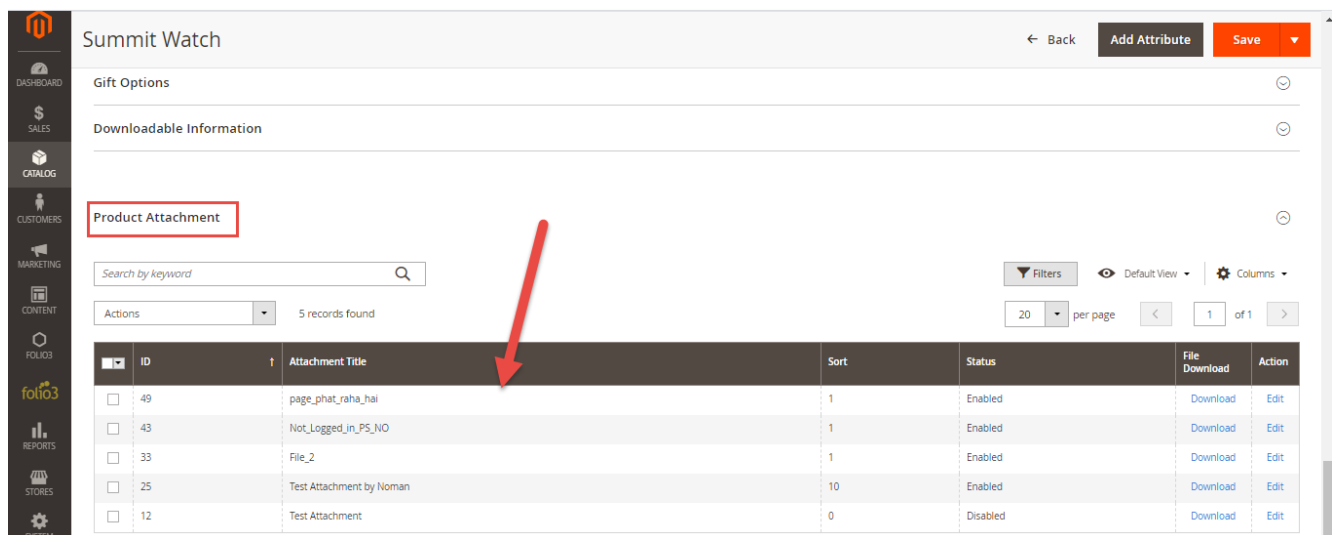 Summit Watch
← Back
Add Attribute
Save
DASHBOARD
$
SALES
CATALOG
CUSTOMERS
MARKETING
CONTENT
FOLIO3
folio3
REPORTS
STORES
SYSTEM
Gift Options
Downloadable Information
Product Attachment
Search by keyword
Filters
Default View
Columns
Actions
5 records found
20 per page
1 of 1
ID ↑ Attachment Title Sort Status File Download Action
49 page_phat_raha_hai 1 Enabled Download Edit
43 Not_Logged_in_PS_NO 1 Enabled Download Edit
33 File_2 1 Enabled Download Edit
25 Test Attachment by Noman 10 Enabled Download Edit
12 Test Attachment 0 Disabled Download Edit